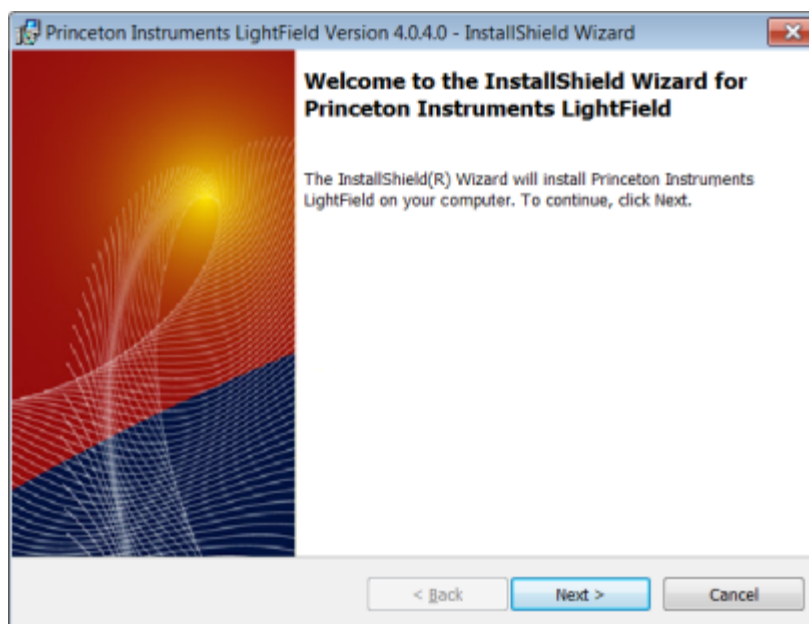 Princeton Instruments LightField Version 4.0.4.0 - InstallShield Wizard
Welcome to the InstallShield Wizard for
Princeton Instruments LightField
The InstallShield(R) Wizard will install Princeton Instruments
LightField on your computer. To continue, click Next.
< Back Next > Cancel